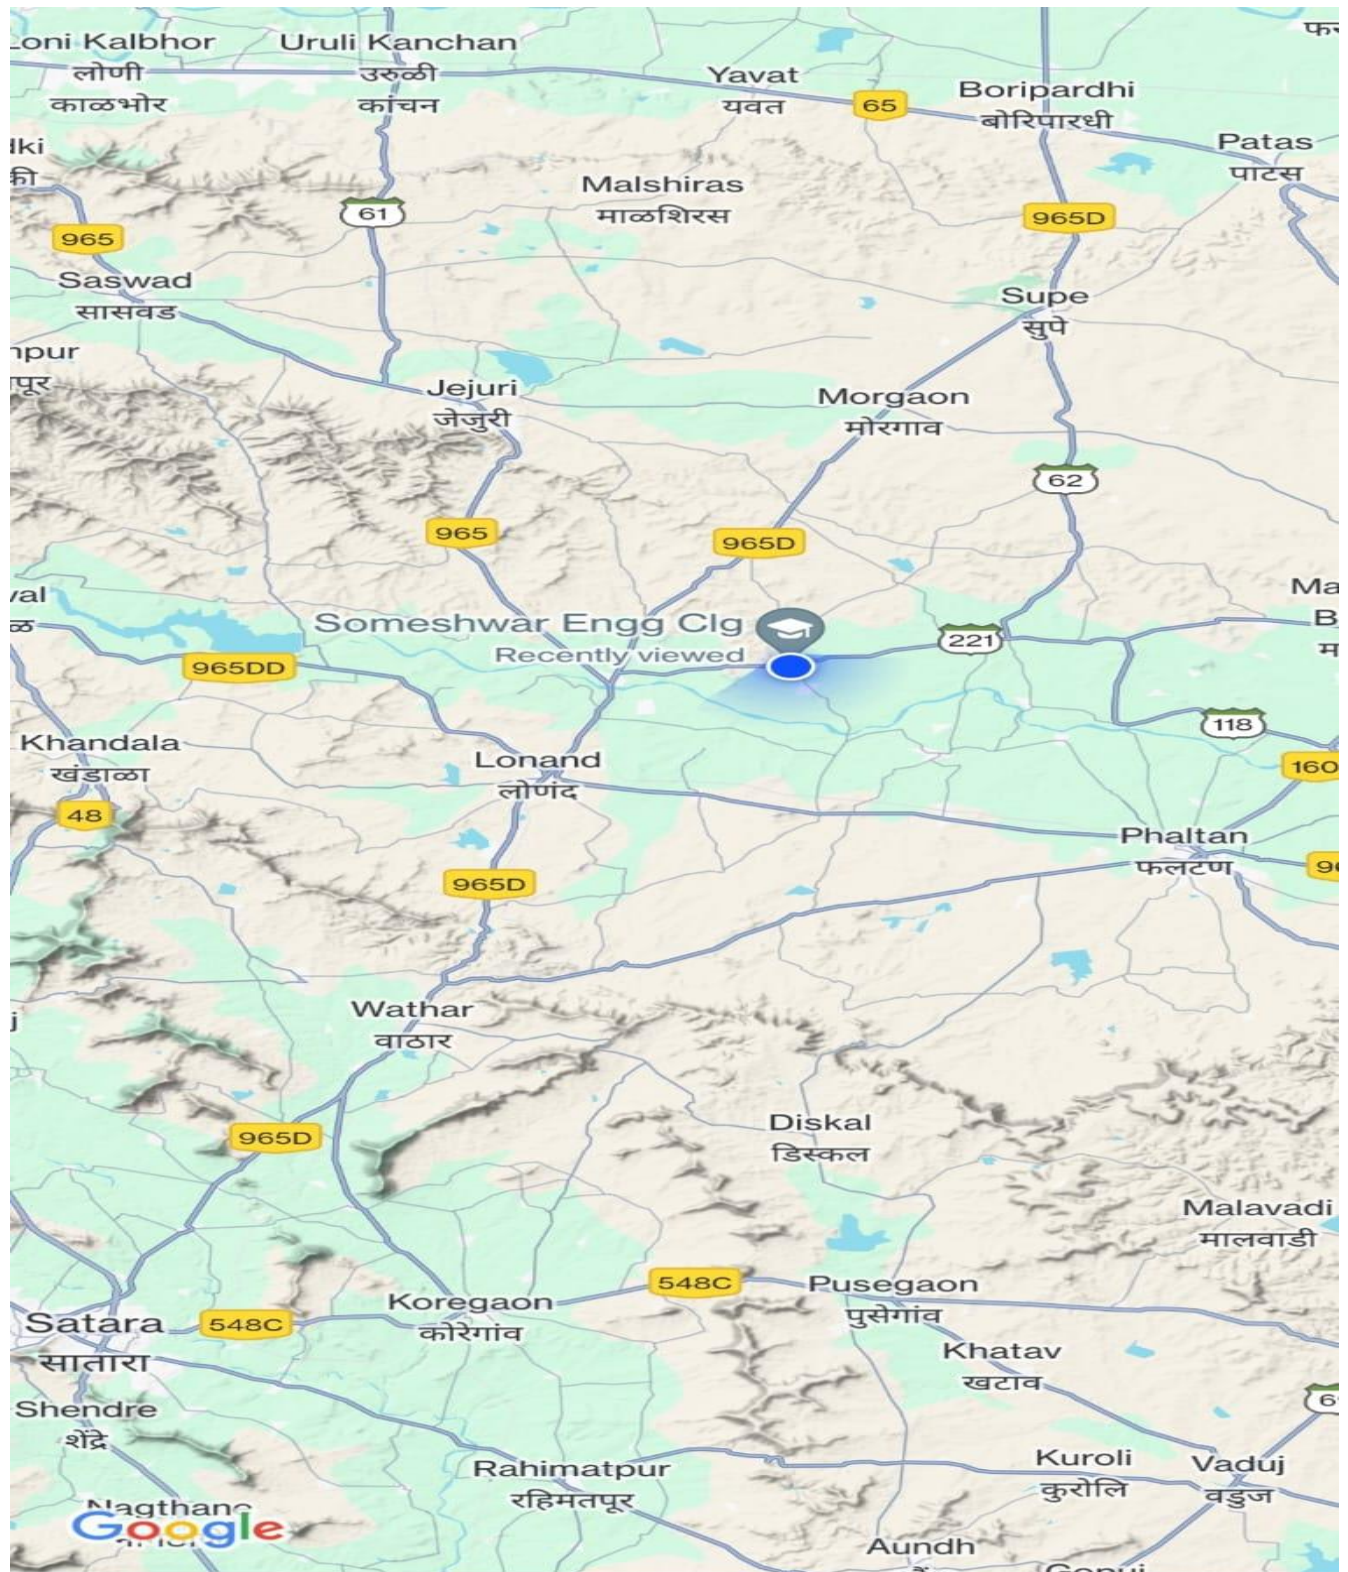 Loni Kalbhor
लोणी
काळभोर
Uruli Kanchan
उरुळी
कांचन
Yavat
यवत
65
Boripardhi
बोरिपारधी
Patas
पाटस
61
Malshiras
माळशिरस
965D
965
Saswad
सासवड
Supe
सुपे
Jejuri
जेजुरी
Morgaon
मोरगाव
62
965
965D
Someshwar Engg Clg
Recently viewed
221
965DD
118
Khandala
खंडाळा
Lonand
लोणंद
160
48
Phaltan
फलटण
965D
Wathar
वाठार
965D
Diskal
डिस्कल
Malavadi
मालवाडी
548C
Pusegaon
पुसेगांव
Koregaon
कोरेगांव
Satara
सातारा
548C
Khatav
खटाव
Shendre
शेंद्रे
Rahimatpur
रहिमतपूर
Kuroli
कुरोलि
Vaduj
वडुज
Nagthane
Google
Aundh